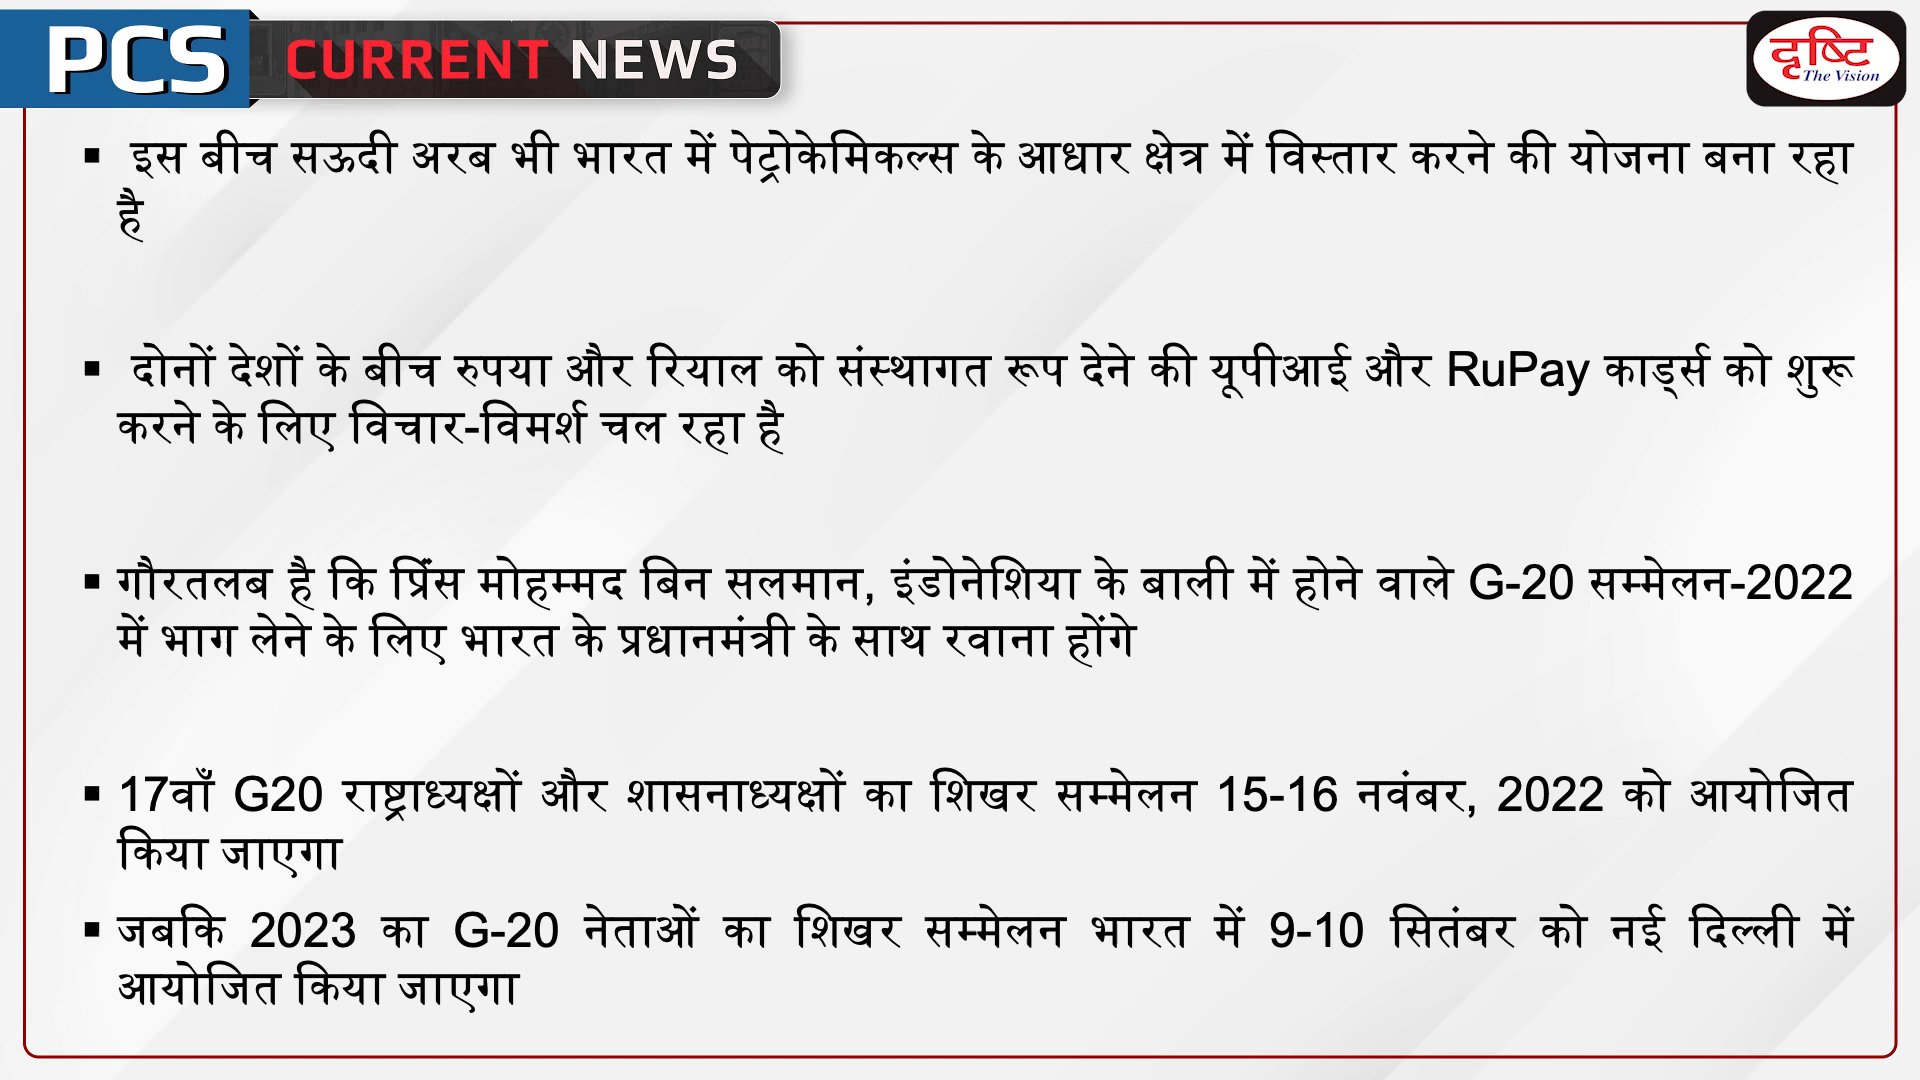 PCS CURRENT NEWS
दृष्टि
The Vision
▪ इस बीच सऊदी अरब भी भारत में पेट्रोकेमिकल्स के आधार क्षेत्र में विस्तार करने की योजना बना रहा
है
▪ दोनों देशों के बीच रुपया और रियाल को संस्थागत रूप देने की यूपीआई और RuPay कार्ड्स को शुरू
करने के लिए विचार-विमर्श चल रहा है
▪ गौरतलब है कि प्रिंस मोहम्मद बिन सलमान, इंडोनेशिया के बाली में होने वाले G-20 सम्मेलन-2022
में भाग लेने के लिए भारत के प्रधानमंत्री के साथ रवाना होंगे
▪ 17वाँ G20 राष्ट्राध्यक्षों और शासनाध्यक्षों का शिखर सम्मेलन 15-16 नवंबर, 2022 को आयोजित
किया जाएगा
▪ जबकि 2023 का G-20 नेताओं का शिखर सम्मेलन भारत में 9-10 सितंबर को नई दिल्ली में
आयोजित किया जाएगा